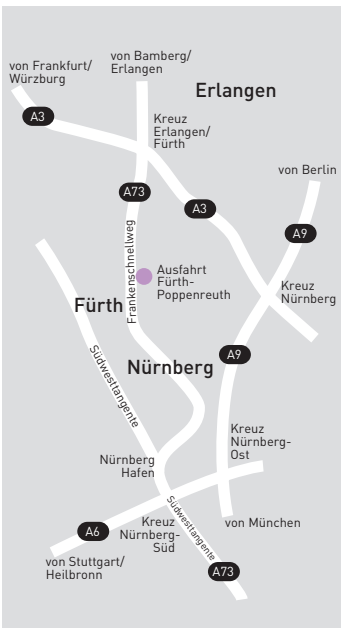 von Bamberg/
Erlangen
von Frankfurt/
Würzburg
Erlangen
A3
Kreuz
Erlangen/
Fürth
von Berlin
A73
A3
A9
Frankenschnellweg
Ausfahrt
Fürth-
Poppenreuth
Kreuz
Nürnberg
Fürth
Südwesttangente
Nürnberg
A9
Kreuz
Nürnberg-
Ost
Nürnberg
Hafen
Südwesttangente
A6
Kreuz
Nürnberg-
Süd
von München
von Stuttgart/
Heilbronn
A73